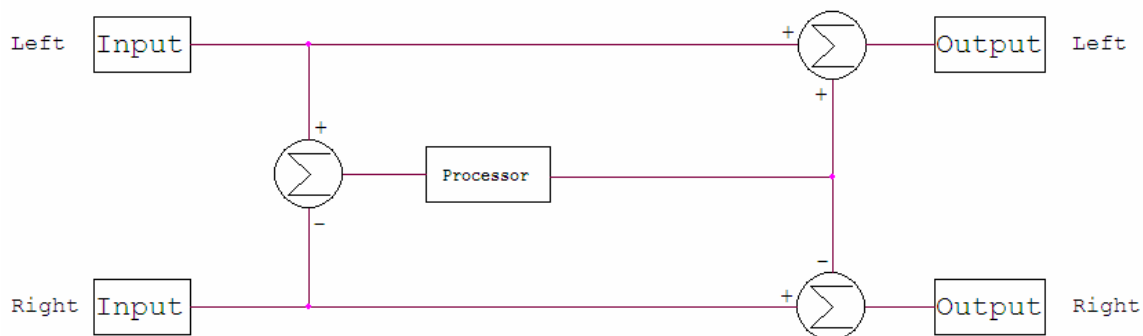 Left Input + Σ Output Left
+
+ Σ Processor
-
-
Right Input + Σ Output Right